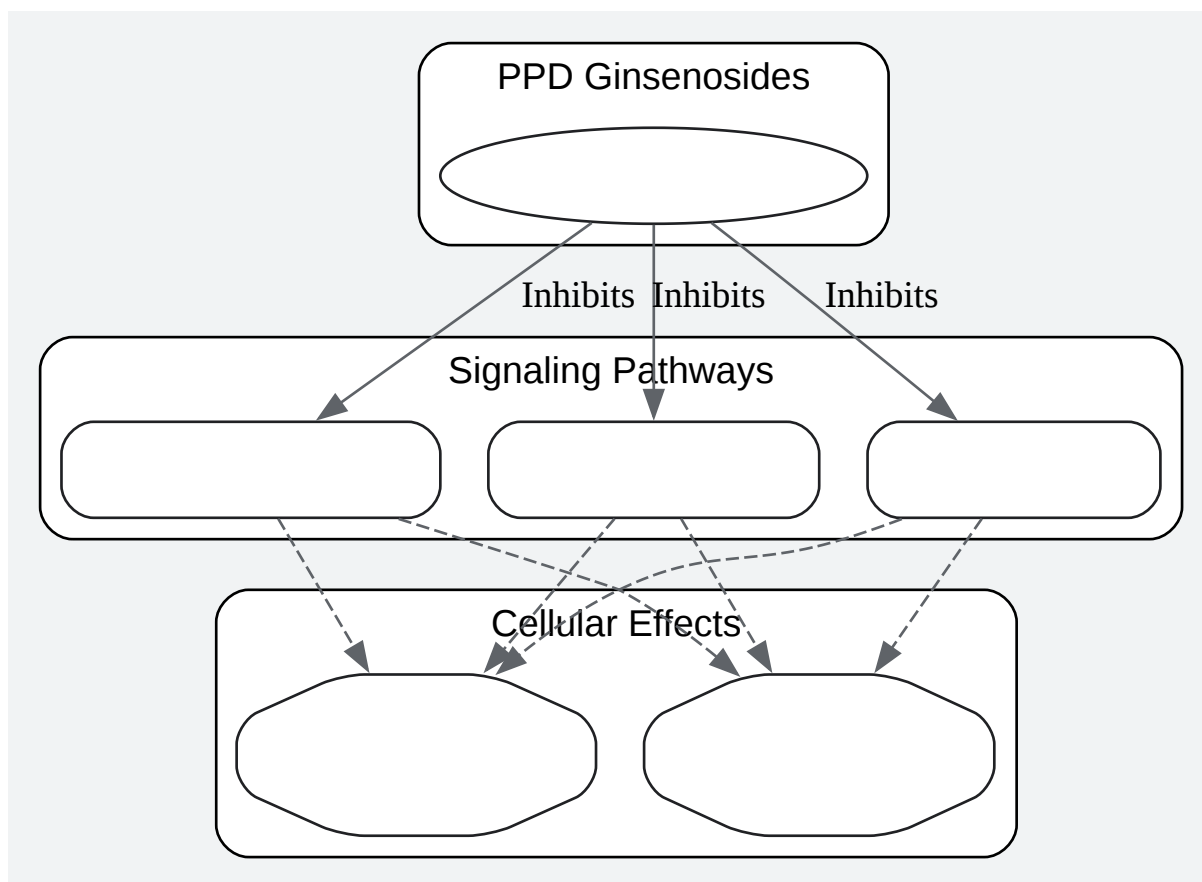 PPD Ginsenosides
Inhibits Inhibits Inhibits
Signaling Pathways
Cellular Effects